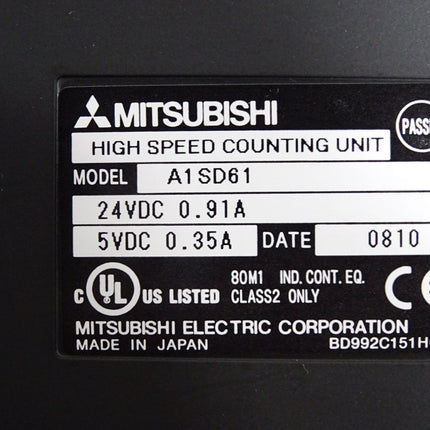 MITSUBISHI
HIGH SPEED COUNTING UNIT
MODEL A1SD61
24VDC 0.91A
5VDC 0.35A DATE 0810
C UL US LISTED 80M1 IND. CONT. EQ. CLASS2 ONLY CE
MITSUBISHI ELECTRIC CORPORATION
MADE IN JAPAN BD992C151H